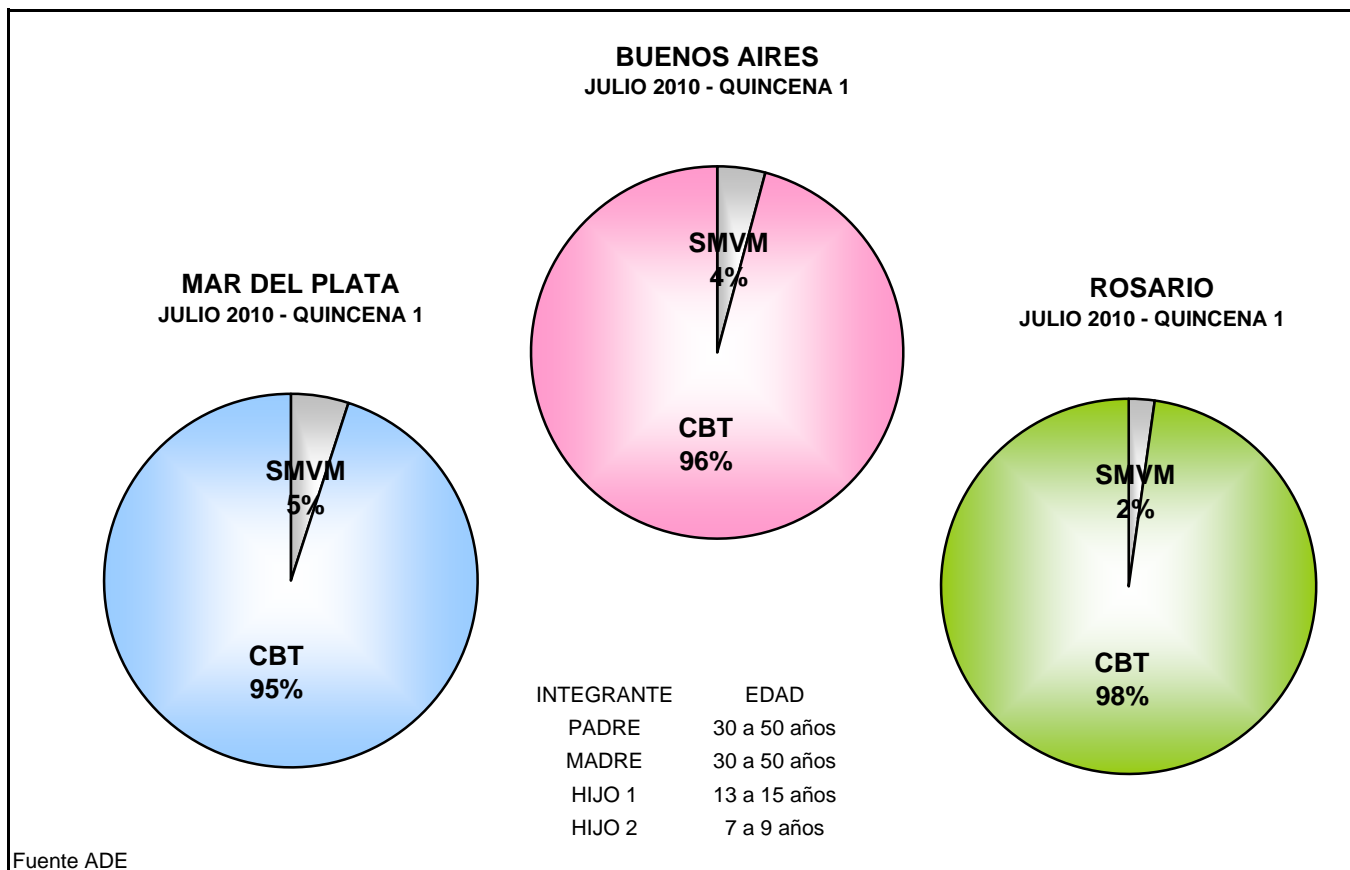 BUENOS AIRES
JULIO 2010 - QUINCENA 1
SMVM
4%
CBT
96%
MAR DEL PLATA
JULIO 2010 - QUINCENA 1
SMVM
5%
CBT
95%
ROSARIO
JULIO 2010 - QUINCENA 1
SMVM
2%
CBT
98%
INTEGRANTE EDAD
PADRE 30 a 50 años
MADRE 30 a 50 años
HIJO 1 13 a 15 años
HIJO 2 7 a 9 años
Fuente ADE